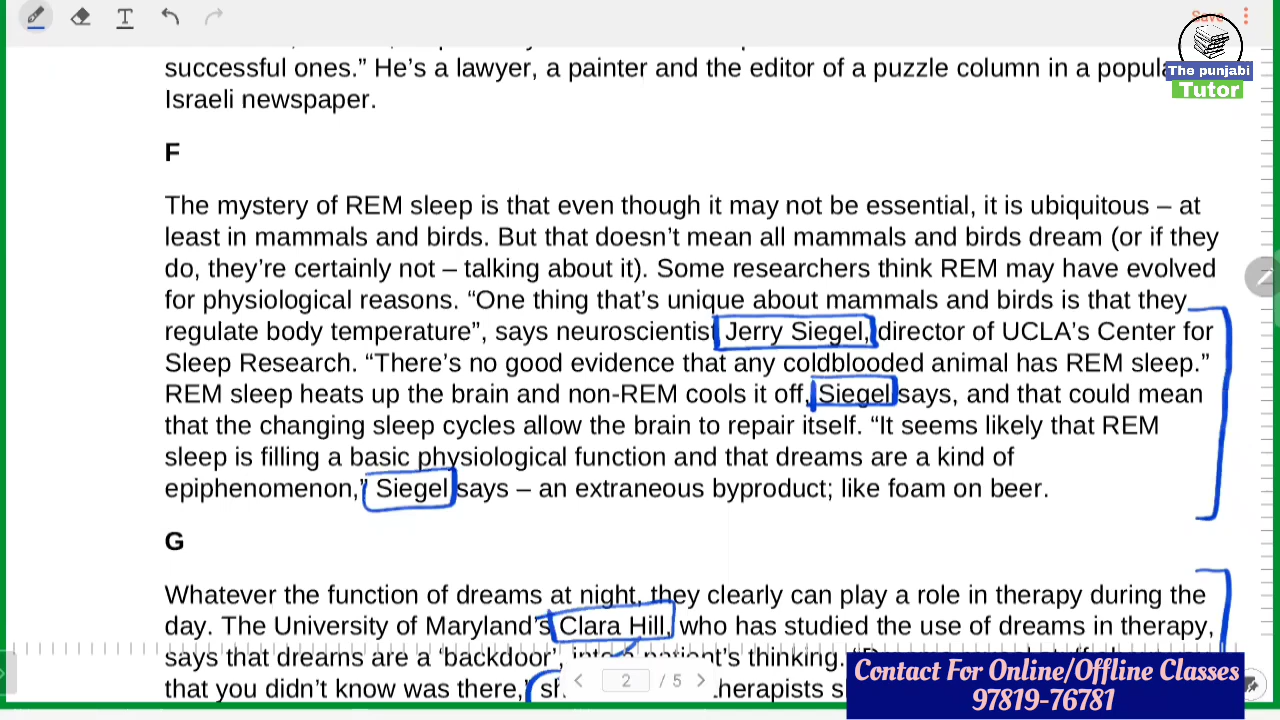 Save
The punjabi
Tutor
successful ones.” He’s a lawyer, a painter and the editor of a puzzle column in a popula
Israeli newspaper.
F
The mystery of REM sleep is that even though it may not be essential, it is ubiquitous – at
least in mammals and birds. But that doesn’t mean all mammals and birds dream (or if they
do, they’re certainly not – talking about it). Some researchers think REM may have evolved
for physiological reasons. “One thing that’s unique about mammals and birds is that they
regulate body temperature”, says neuroscientist Jerry Siegel, director of UCLA’s Center for
Sleep Research. “There’s no good evidence that any coldblooded animal has REM sleep.”
REM sleep heats up the brain and non-REM cools it off, Siegel says, and that could mean
that the changing sleep cycles allow the brain to repair itself. “It seems likely that REM
sleep is filling a basic physiological function and that dreams are a kind of
epiphenomenon,” Siegel says – an extraneous byproduct; like foam on beer.
G
Whatever the function of dreams at night, they clearly can play a role in therapy during the
day. The University of Maryland’s Clara Hill, who has studied the use of dreams in therapy,
says that dreams are a ‘backdoor’, into a patient’s thinking.
that you didn’t know was there,”
2 / 5
Contact For Online/Offline Classes
97819-76781